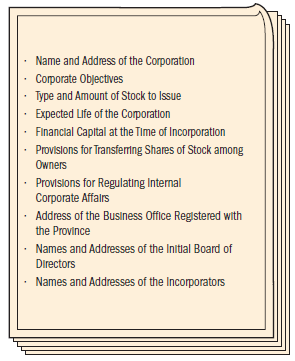 · Name and Address of the Corporation
· Corporate Objectives
· Type and Amount of Stock to Issue
· Expected Life of the Corporation
· Financial Capital at the Time of Incorporation
· Provisions for Transferring Shares of Stock among
Owners
· Provisions for Regulating Internal
Corporate Affairs
· Address of the Business Office Registered with
the Province
· Names and Addresses of the Initial Board of
Directors
· Names and Addresses of the Incorporators